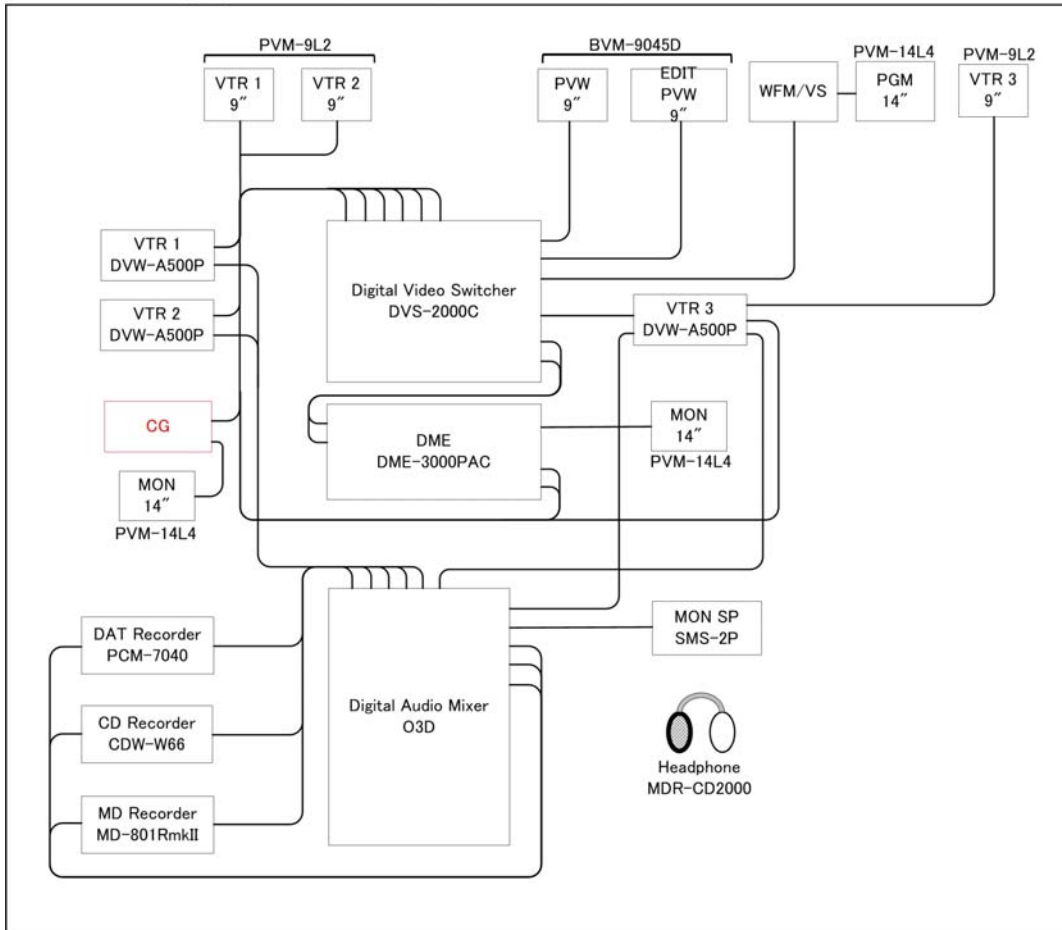 PVM-9L2
VTR 1
9″
VTR 2
9″
BVM-9045D
PVW
9″
EDIT
PVW
9″
WFM/VS
PVM-14L4
PGM
14″
PVM-9L2
VTR 3
9″
VTR 1
DVW-A500P
VTR 2
DVW-A500P
Digital Video Switcher
DVS-2000C
VTR 3
DVW-A500P
CG
MON
14″
PVM-14L4
DME
DME-3000PAC
MON
14″
PVM-14L4
DAT Recorder
PCM-7040
CD Recorder
CDW-W66
MD Recorder
MD-801RmkII
Digital Audio Mixer
O3D
MON SP
SMS-2P
Headphone
MDR-CD2000